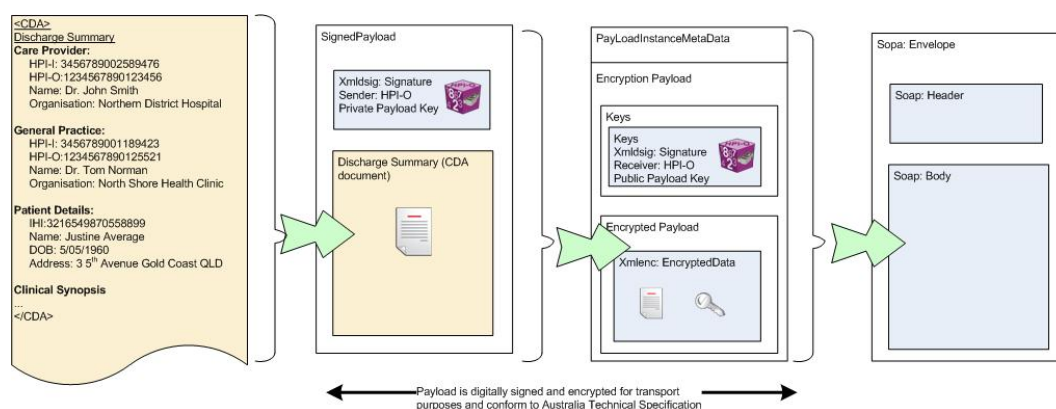 <CDA>
Discharge Summary
Care Provider:
HPI-I: 3456789002589476
HPI-O:1234567890123456
Name: Dr. John Smith
Organisation: Northern District Hospital
General Practice:
HPI-I: 3456789001189423
HPI-O:1234567890125521
Name: Dr. Tom Norman
Organisation: North Shore Health Clinic
Patient Details:
IHI:3216549870558899
Name: Justine Average
DOB: 5/05/1960
Address: 3 5th Avenue Gold Coast QLD
Clinical Synopsis
...
</CDA>
SignedPayload
Xmldsig: Signature
Sender: HPI-O
Private Payload Key
Discharge Summary (CDA
document)
PayLoadInstanceMetaData
Encryption Payload
Keys
Keys
Xmldsig: Signature
Receiver: HPI-O
Public Payload Key
Encrypted Payload
Xmlenc: EncryptedData
Sopa: Envelope
Soap: Header
Soap: Body
Payload is digitally signed and encrypted for transport
purposes and conform to Australia Technical Specification